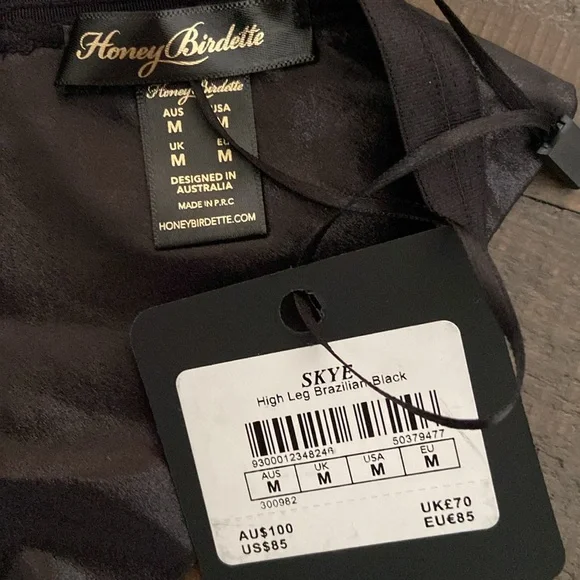 Honey Birdette
Honey Birdette
AUS USA
M M
UK EU
M M
DESIGNED IN
AUSTRALIA
MADE IN P.R.C
HONEYBIRDETTE.COM
SKYE
High Leg Brazilian Black
9300012348246 50379477
AUS UK USA EU
M M M M
300982
AU$100 UK£70
US$85 EU€85